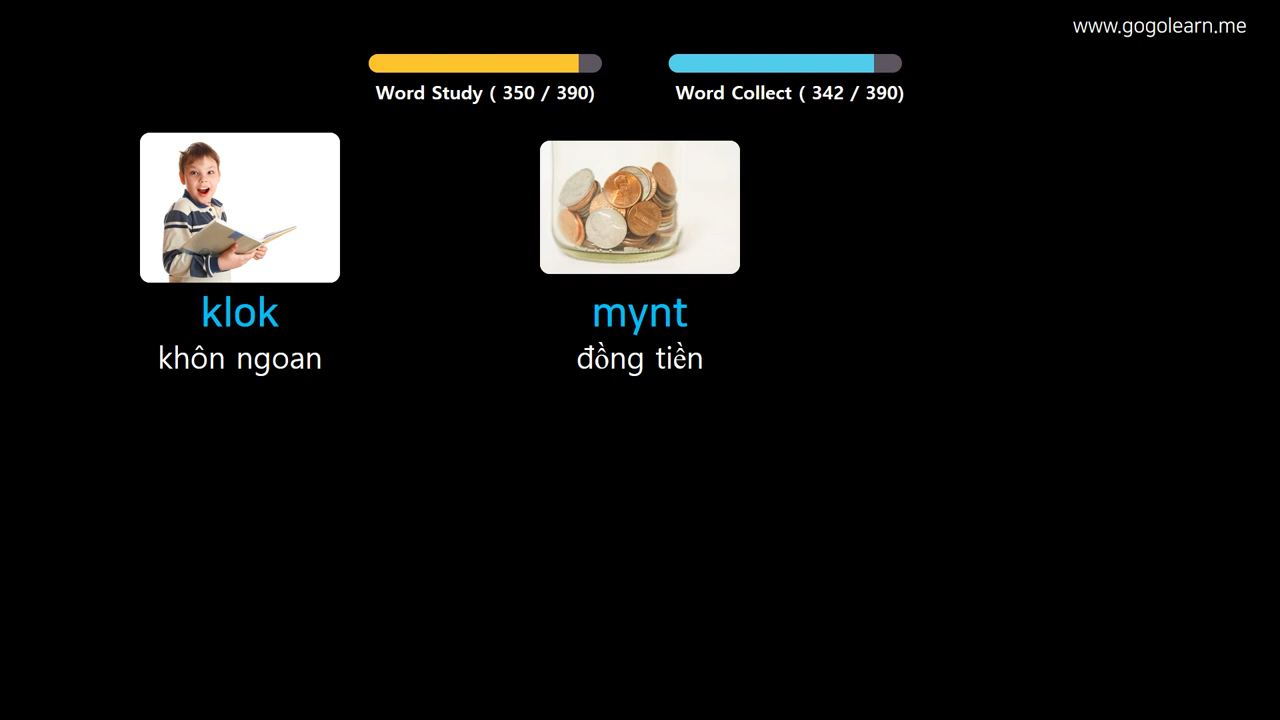 www.gogolearn.me
Word Study ( 350 / 390)
Word Collect ( 342 / 390)
klok
khôn ngoan
mynt
đồng tiền